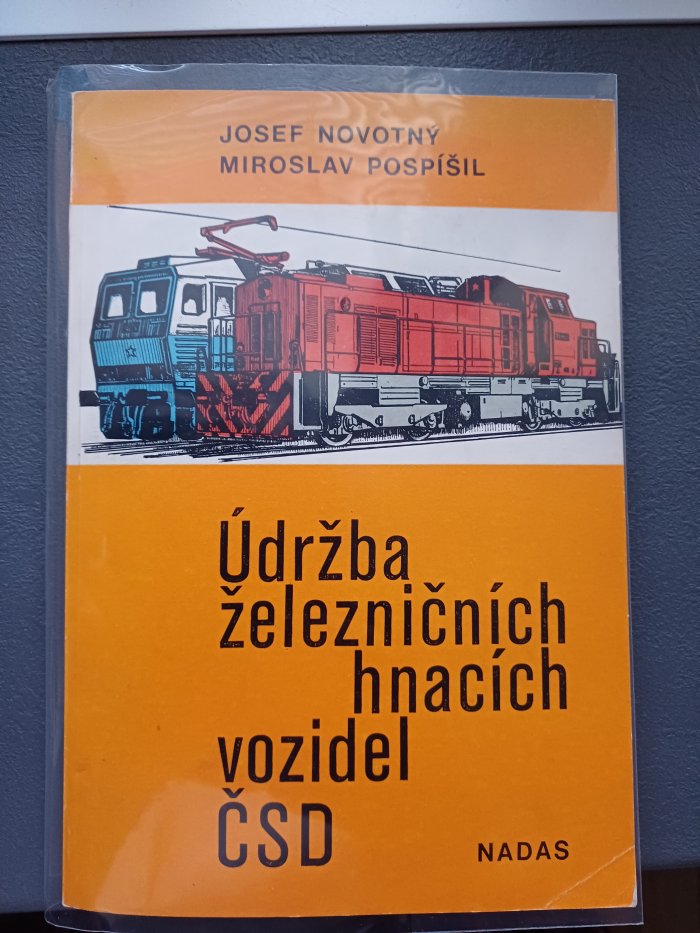 JOSEF NOVOTNÝ
MIROSLAV POSPÍŠIL
Údržba
železničních
hnacích
vozidel
ČSD
NADAS